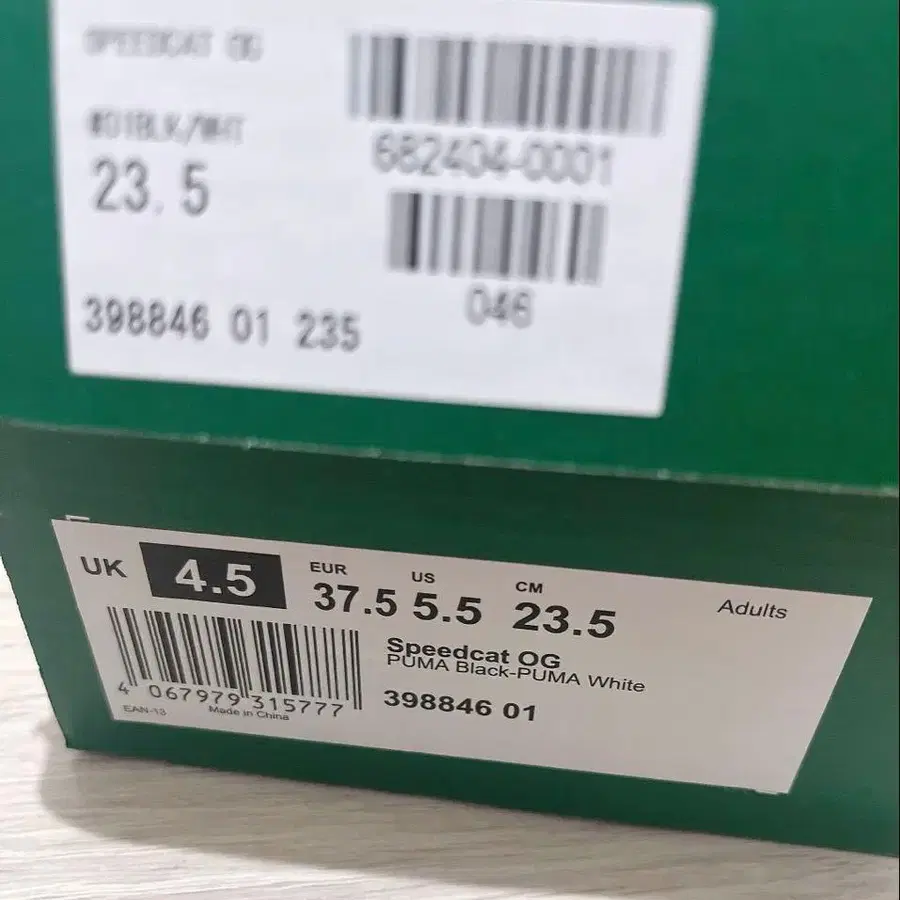 SPEEDCAT OG
#01BLK/WHT
23.5
398846 01 235
682404-0001
046
UK 4.5
EUR 37.5
US 5.5
CM 23.5
Adults
Speedcat OG
PUMA Black-PUMA White
398846 01
4 067979 315777
EAN-13
Made in China